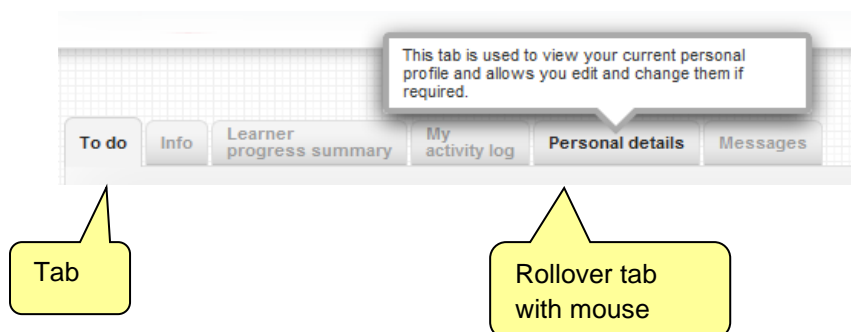 This tab is used to view your current personal
profile and allows you edit and change them if
required.
To do
Info
Learner
progress summary
My
activity log
Personal details
Messages
Tab
Rollover tab
with mouse